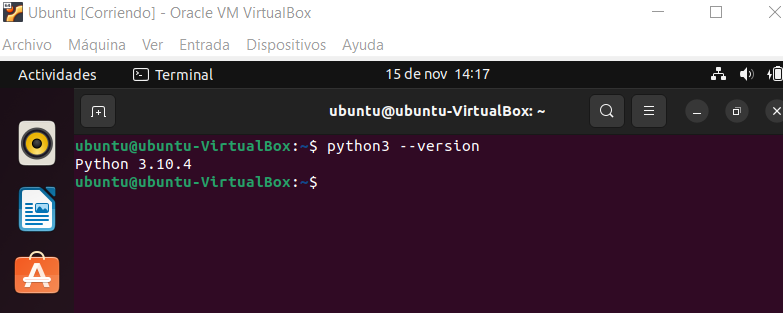 Ubuntu [Corriendo] - Oracle VM VirtualBox
Archivo Máquina Ver Entrada Dispositivos Ayuda
Actividades Terminal 15 de nov 14:17
ubuntu@ubuntu-VirtualBox: ~
ubuntu@ubuntu-VirtualBox:~$ python3 --version
Python 3.10.4
ubuntu@ubuntu-VirtualBox:~$